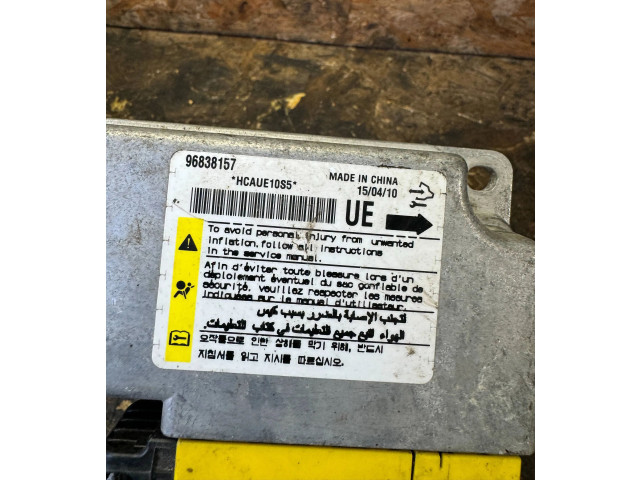 96838157
MADE IN CHINA
*HCAUE10S5*
15/04/10
UE
To avoid personal injury from unwanted
inflation, follow all instructions
in the service manual.
Afin d'éviter toute blessure lors d'un
déploiement éventuel du sac gonflable de
sécurité, veuillez respecter les mesures
indiquées sur le manuel d'utilisateur.
لتجنب الإصابة بالضرر بسبب كيس
الهواء اتبع جميع التعليمات في كتاب التعليمات.
오작동으로 인한 상해를 막기 위해, 반드시
지침서를 읽고 지시를 따르십시오.